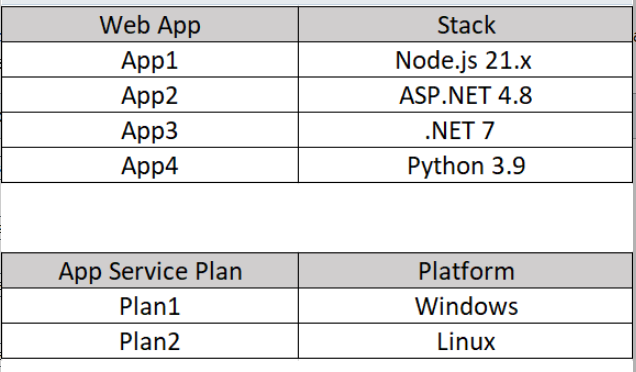 Web App Stack
App1 Node.js 21.x
App2 ASP.NET 4.8
App3 .NET 7
App4 Python 3.9
App Service Plan Platform
Plan1 Windows
Plan2 Linux